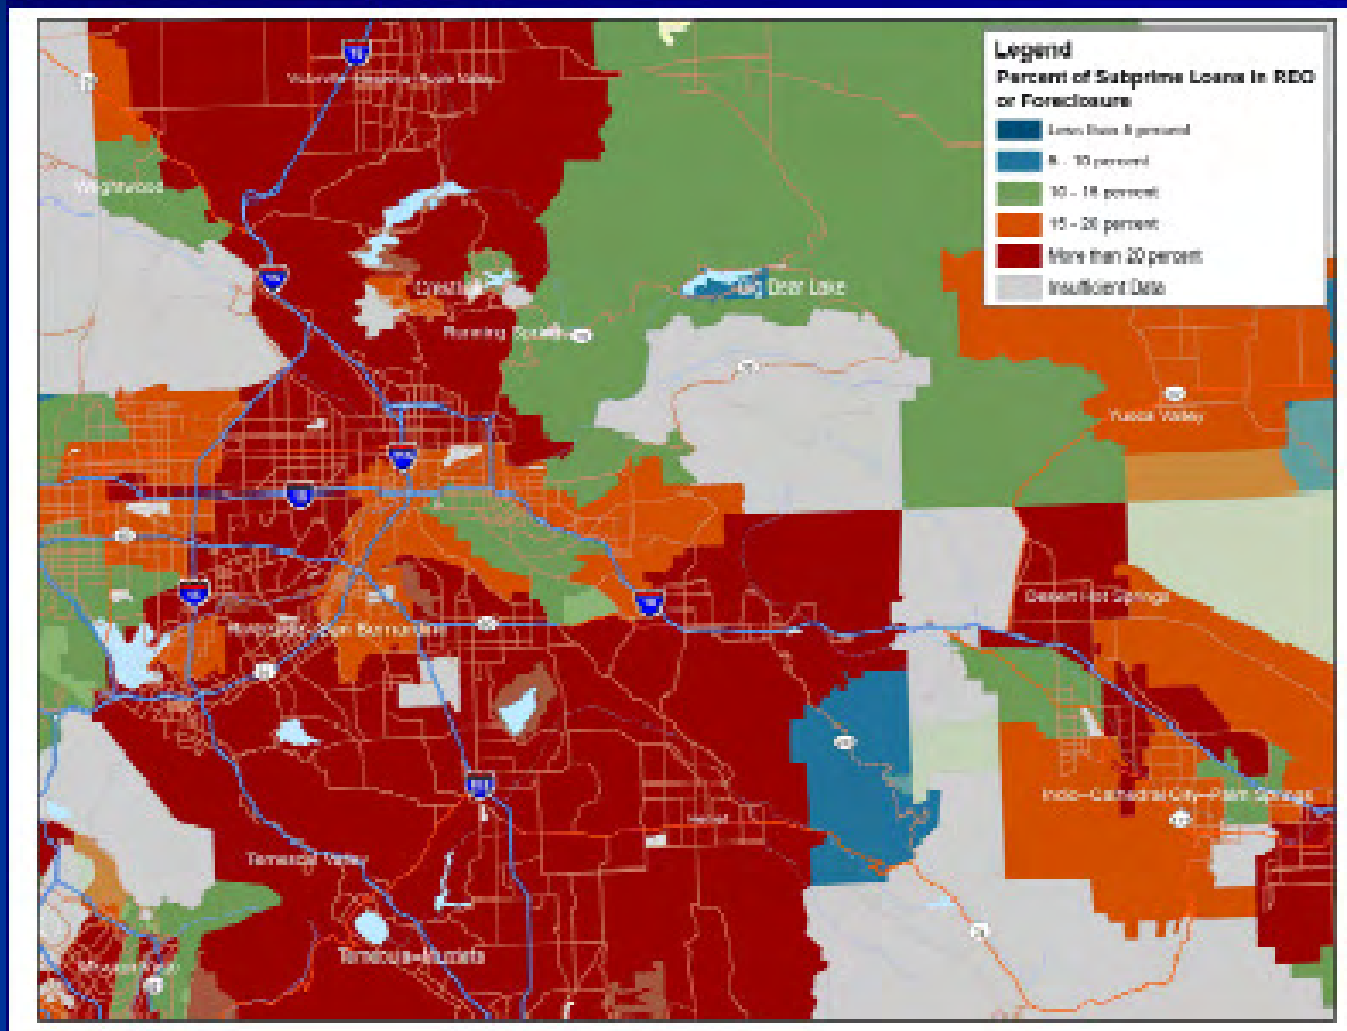 Legend
Percent of Subprime Loans in REO
or Foreclosure
Less than 5 percent
5 - 10 percent
10 - 15 percent
15 - 20 percent
More than 20 percent
Insufficient Data
Victorville--Hesperia--Apple Valley
Wrightwood
Crestline
Big Bear Lake
Running Springs
Yucca Valley
Desert Hot Springs
Riverside--San Bernardino
Indio--Cathedral City--Palm Springs
Hemet
Temescal Valley
Temecula--Murrieta
Mission Viejo